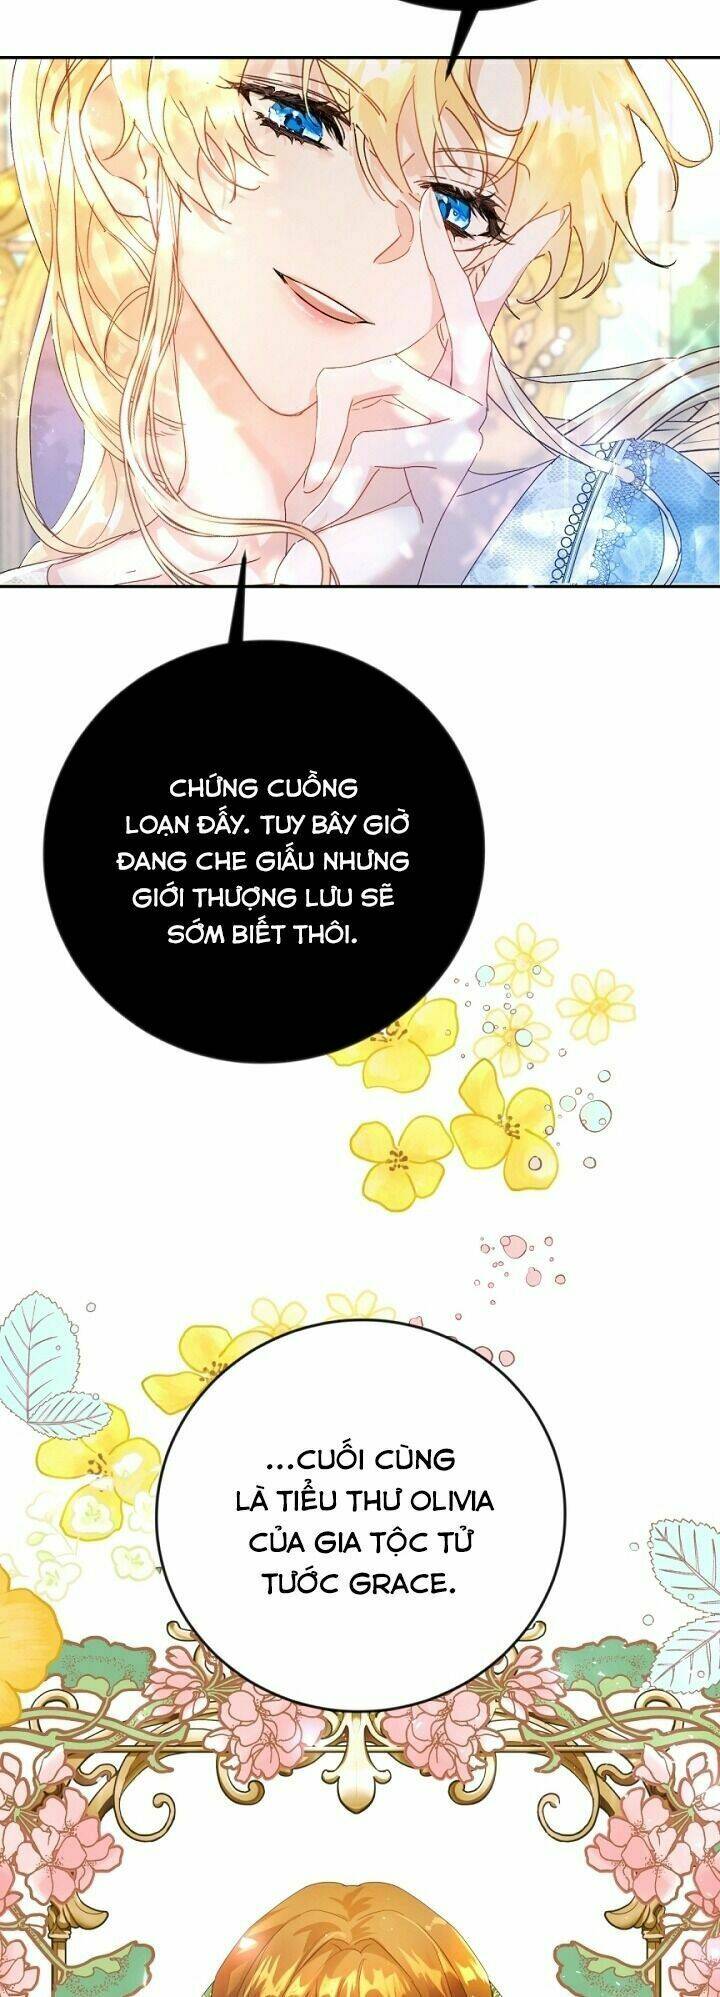 CHỨNG CUỒNG
LOẠN ĐẤY. TUY BÂY GIỜ
ĐANG CHE GIẤU NHƯNG
GIỚI THƯỢNG LƯU SẼ
SỚM BIẾT THÔI.
...CUỐI CÙNG
LÀ TIỂU THƯ OLIVIA
CỦA GIA TỘC TỬ
TƯỚC GRACE.